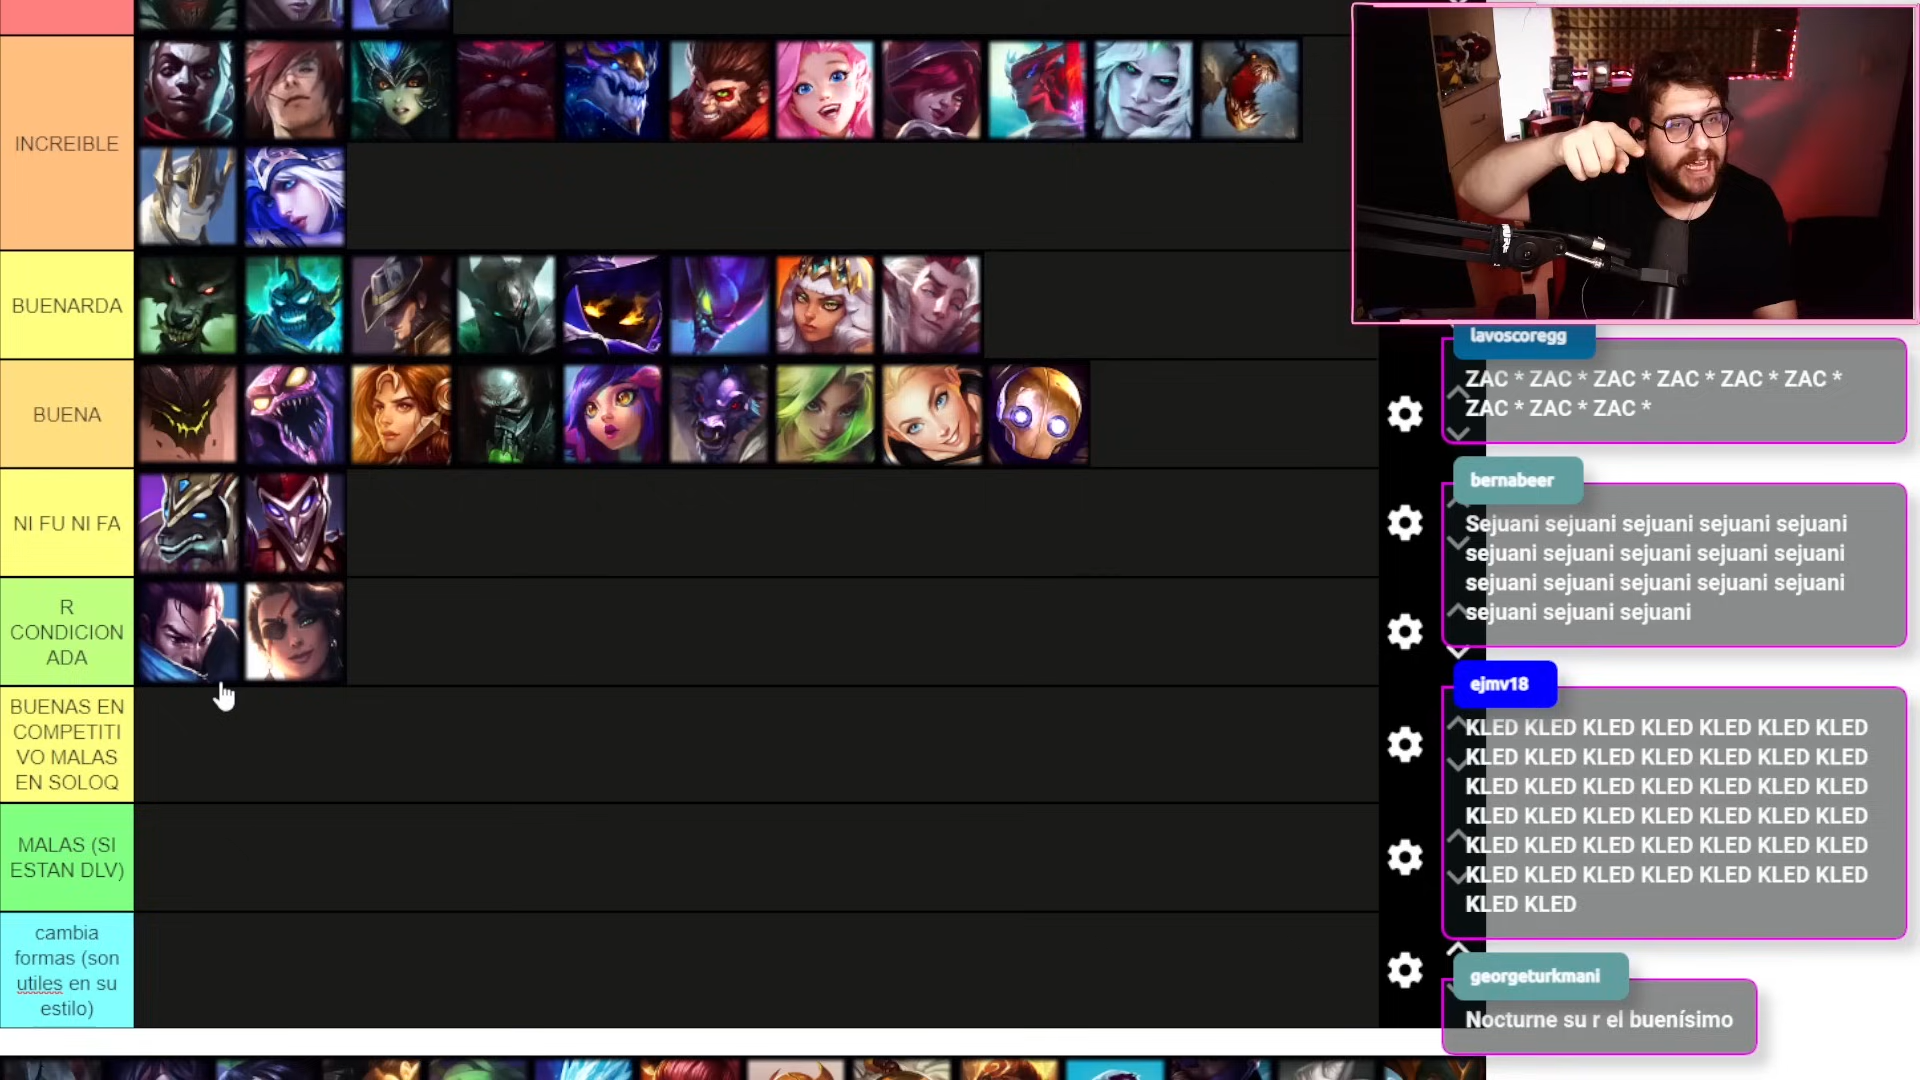 INCREIBLE
BUENARDA
BUENA
NI FU NI FA
R
CONDICION
ADA
BUENAS EN
COMPETITI
VO MALAS
EN SOLOQ
MALAS (SI
ESTAN DLV)
cambia
formas (son
utiles en su
estilo)
lavoscoregg
ZAC * ZAC * ZAC * ZAC * ZAC * ZAC *
ZAC * ZAC * ZAC *
bernabeer
Sejuani sejuani sejuani sejuani sejuani
sejuani sejuani sejuani sejuani sejuani
sejuani sejuani sejuani sejuani sejuani
sejuani sejuani sejuani
ejmv18
KLED KLED KLED KLED KLED KLED KLED
KLED KLED KLED KLED KLED KLED KLED
KLED KLED KLED KLED KLED KLED KLED
KLED KLED KLED KLED KLED KLED KLED
KLED KLED KLED KLED KLED KLED KLED
KLED KLED KLED KLED KLED KLED KLED
KLED KLED
georgeturkmani
Nocturne su r el buenísimo